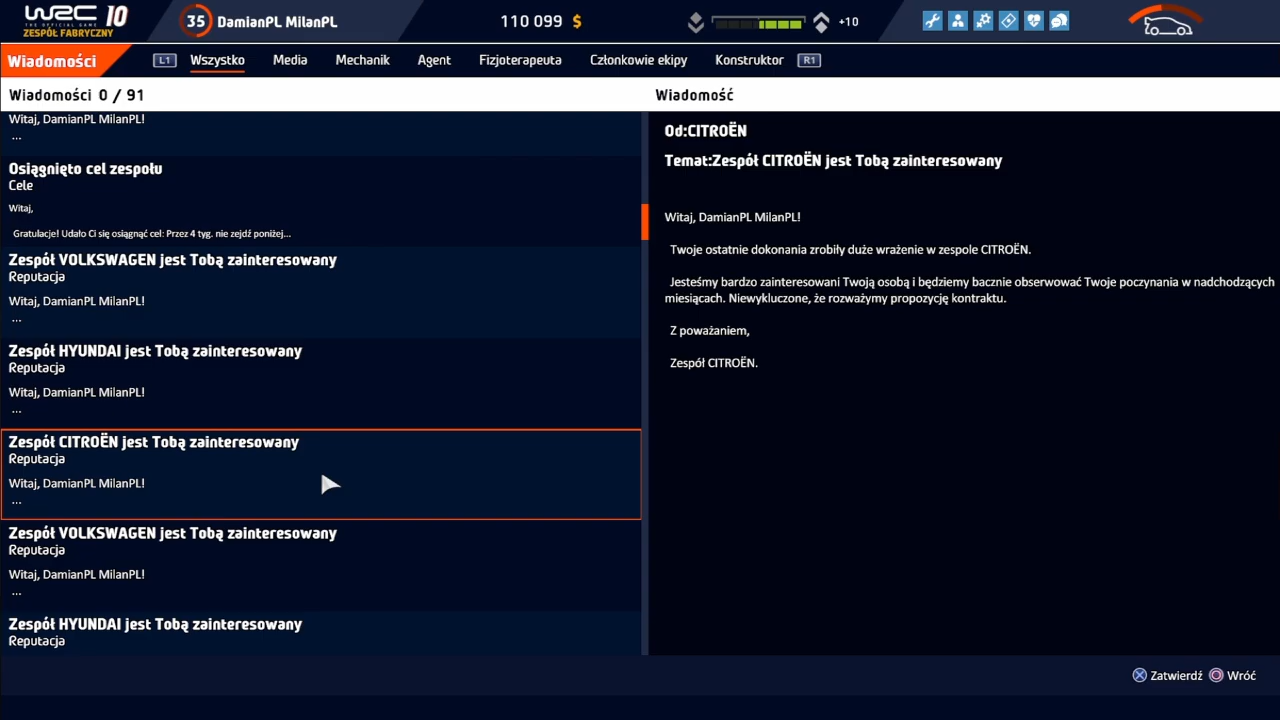 WRC 10
THE OFFICIAL GAME
ZESPÓŁ FABRYCZNY
35 DamianPL MilanPL
110 099 $
+10
Wiadomości
L1 Wszystko Media Mechanik Agent Fizjoterapeuta Członkowie ekipy Konstruktor R1
Wiadomości 0 / 91
Witaj, DamianPL MilanPL!
...
Osiągnięto cel zespołu
Cele
Witaj,
Gratulacje! Udało Ci się osiągnąć cel: Przez 4 tyg. nie zejdź poniżej...
Zespół VOLKSWAGEN jest Tobą zainteresowany
Reputacja
Witaj, DamianPL MilanPL!
...
Zespół HYUNDAI jest Tobą zainteresowany
Reputacja
Witaj, DamianPL MilanPL!
...
Zespół CITROËN jest Tobą zainteresowany
Reputacja
Witaj, DamianPL MilanPL!
...
Zespół VOLKSWAGEN jest Tobą zainteresowany
Reputacja
Witaj, DamianPL MilanPL!
...
Zespół HYUNDAI jest Tobą zainteresowany
Reputacja
Wiadomość
Od:CITROËN
Temat:Zespół CITROËN jest Tobą zainteresowany
Witaj, DamianPL MilanPL!
Twoje ostatnie dokonania zrobiły duże wrażenie w zespole CITROËN.
Jesteśmy bardzo zainteresowani Twoją osobą i będziemy bacznie obserwować Twoje poczynania w nadchodzących
miesiącach. Niewykluczone, że rozważymy propozycję kontraktu.
Z poważaniem,
Zespół CITROËN.
Zatwierdź Wróć